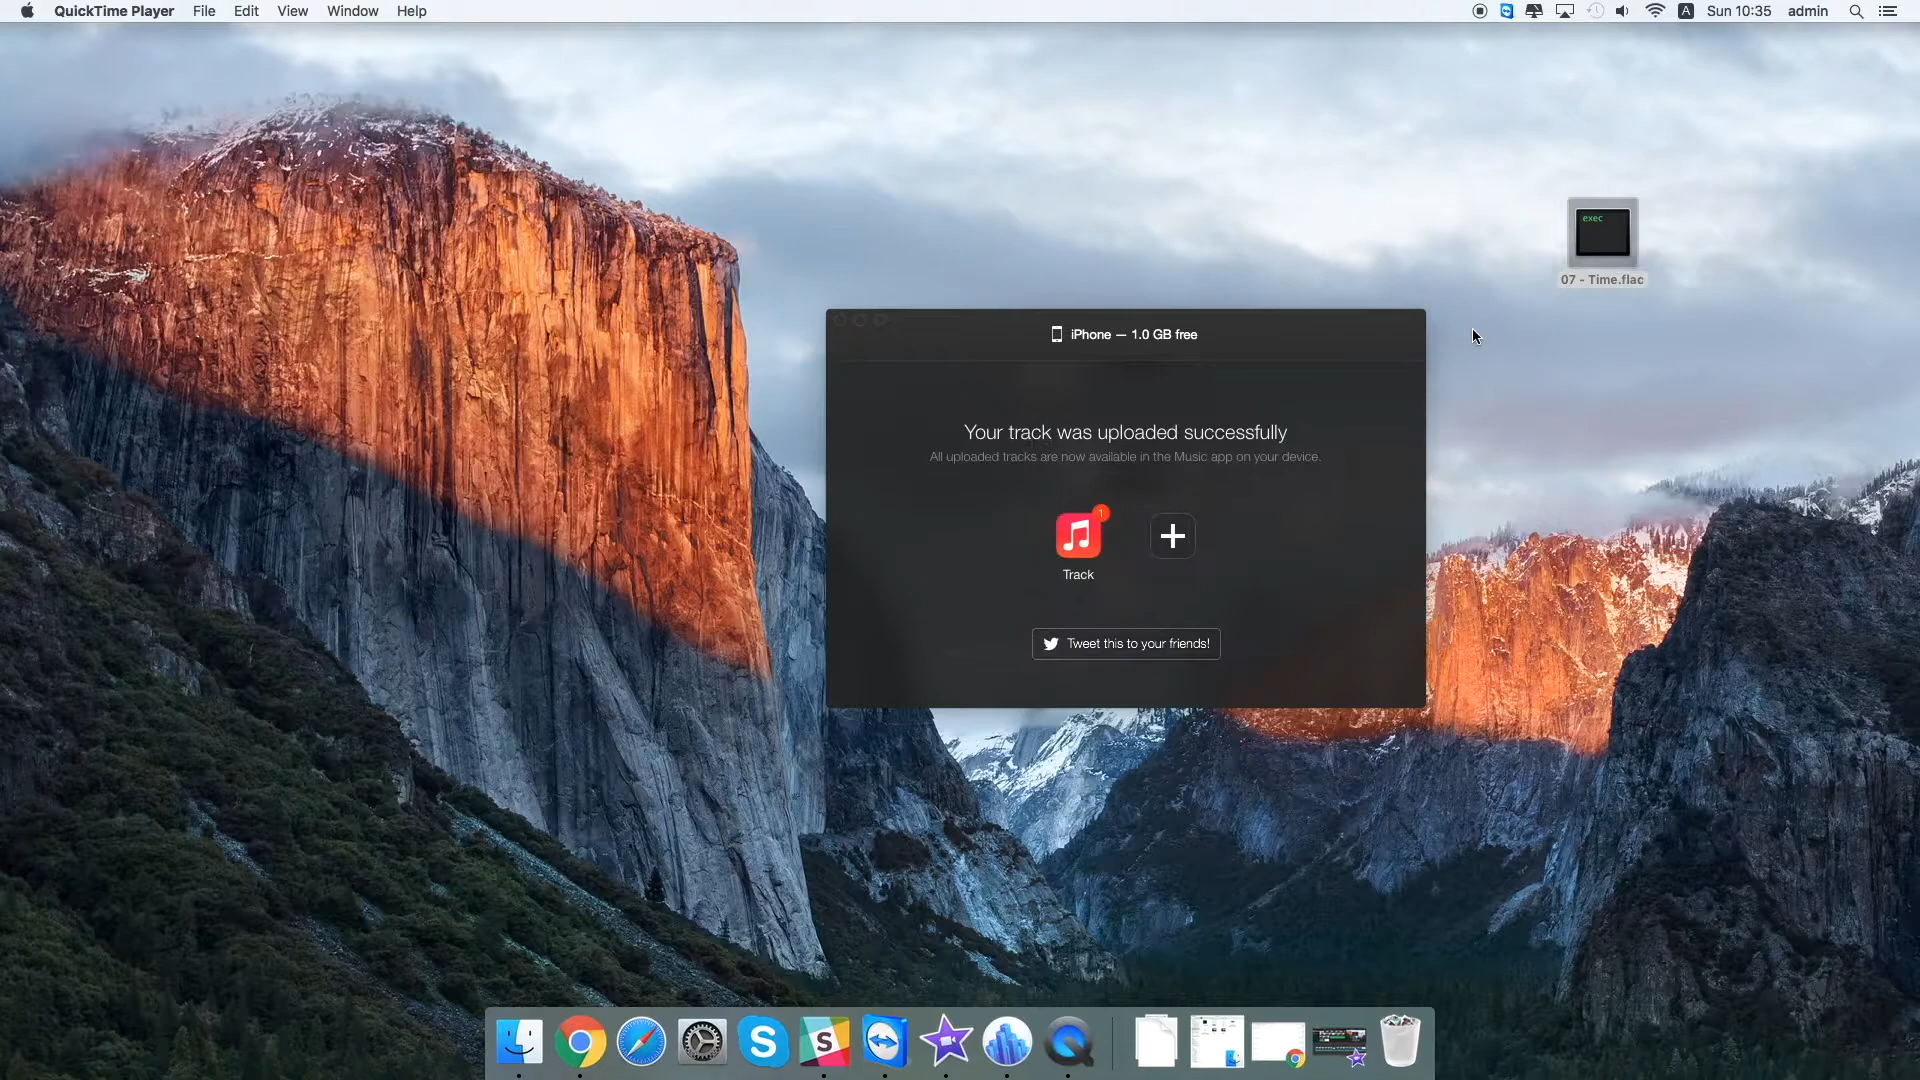 QuickTime Player File Edit View Window Help
A Sun 10:35 admin
exec
07 - Time.flac
iPhone — 1.0 GB free
Your track was uploaded successfully
All uploaded tracks are now available in the Music app on your device.
1
Track
Tweet this to your friends!